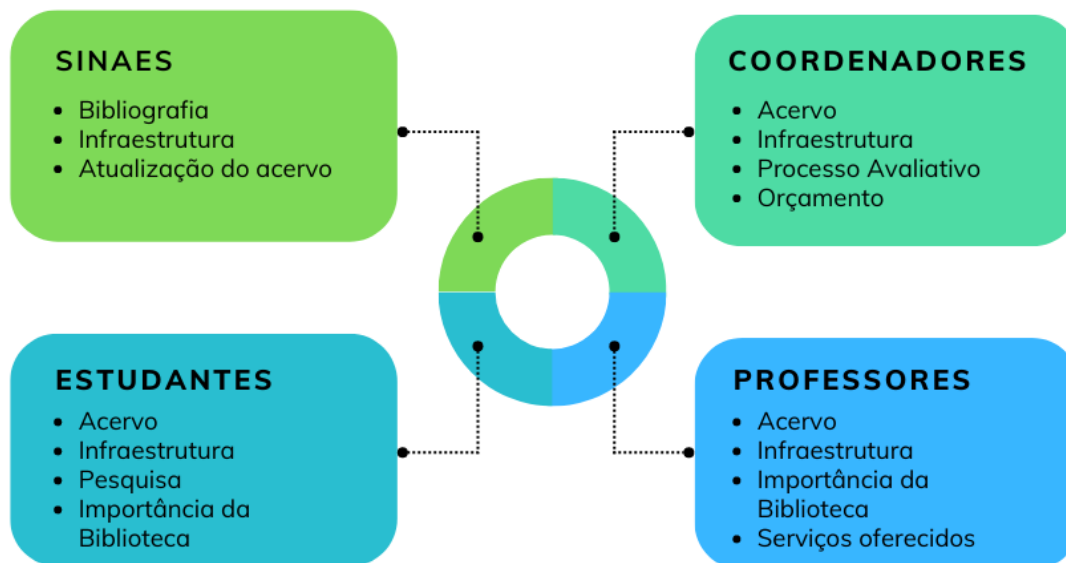 SINAES
• Bibliografia
• Infraestrutura
• Atualização do acervo
COORDENADORES
• Acervo
• Infraestrutura
• Processo Avaliativo
• Orçamento
ESTUDANTES
• Acervo
• Infraestrutura
• Pesquisa
• Importância da
Biblioteca
PROFESSORES
• Acervo
• Infraestrutura
• Importância da
Biblioteca
• Serviços oferecidos